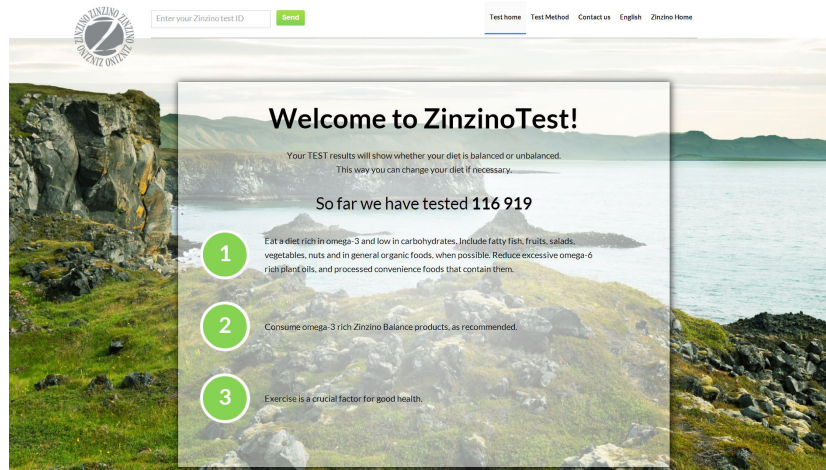 ZINZINO ZINZINO ZINZINO ZINZINO
Enter your Zinzino test ID
Send
Test home
Test Method
Contact us
English
Zinzino Home
Welcome to ZinzinoTest!
Your TEST results will show whether your diet is balanced or unbalanced.
This way you can change your diet if necessary.
So far we have tested 116 919
1
Eat a diet rich in omega-3 and low in carbohydrates. Include fatty fish, fruits, salads,
vegetables, nuts and in general organic foods, when possible. Reduce excessive omega-6
rich plant oils, and processed convenience foods that contain them.
2
Consume omega-3 rich Zinzino Balance products, as recommended.
3
Exercise is a crucial factor for good health.